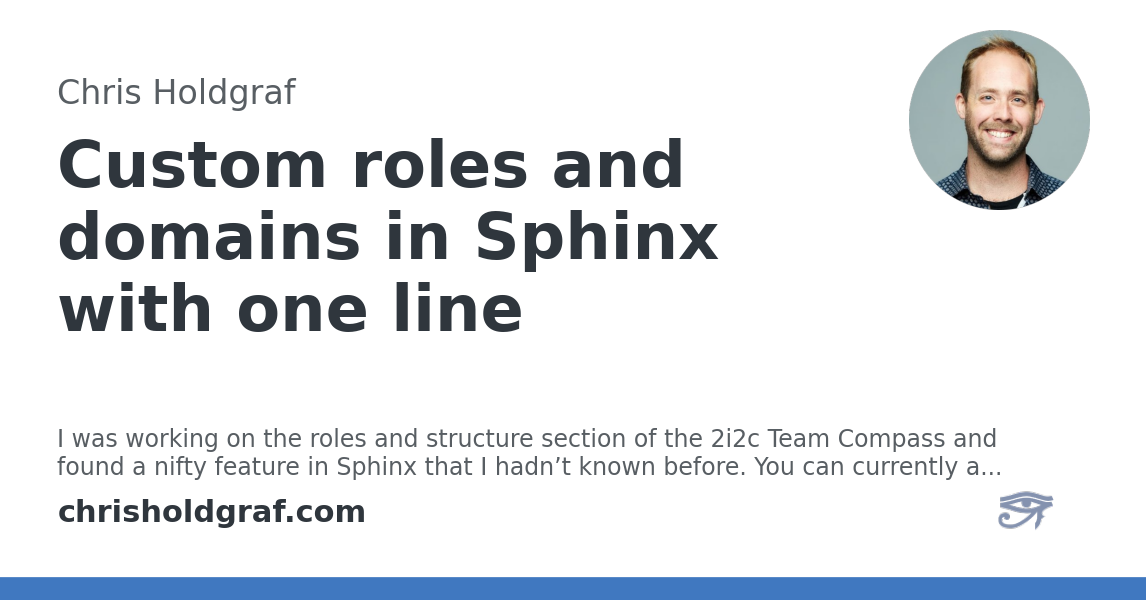 Chris Holdgraf
Custom roles and
domains in Sphinx
with one line
I was working on the roles and structure section of the 2i2c Team Compass and
found a nifty feature in Sphinx that I hadn’t known before. You can currently a...
chrisholdgraf.com